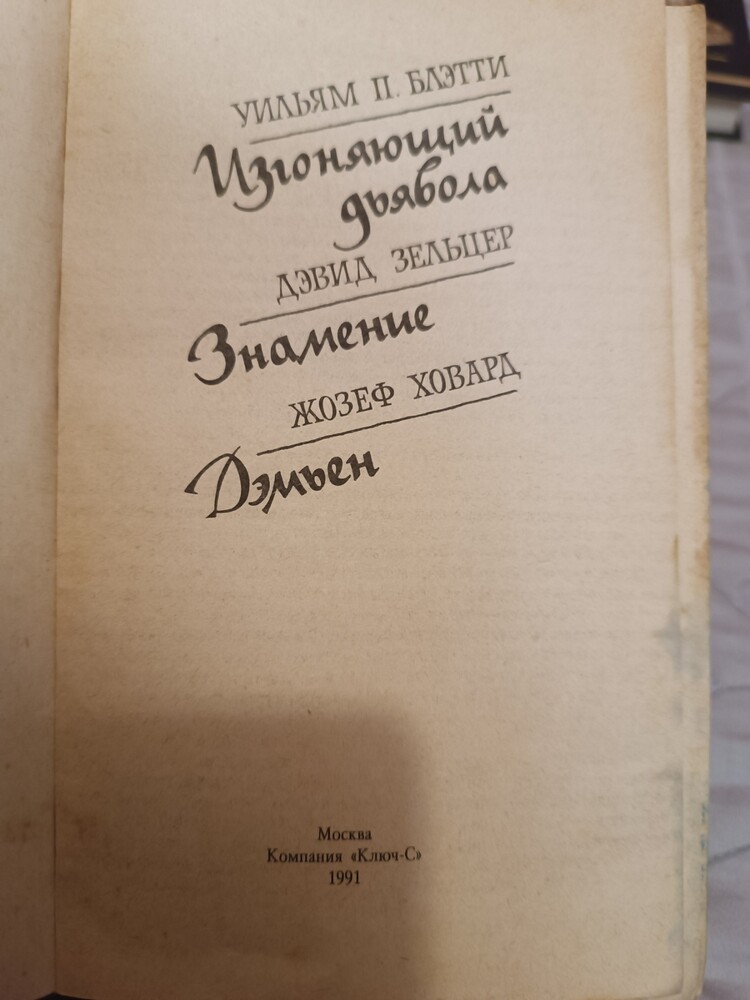 УИЛЬЯМ П. БЛЭТТИ
Изгоняющий
дьявола
ДЭВИД ЗЕЛЬЦЕР
Знамение
ЖОЗЕФ ХОВАРД
Дэмьен
Москва
Компания «Ключ-С»
1991